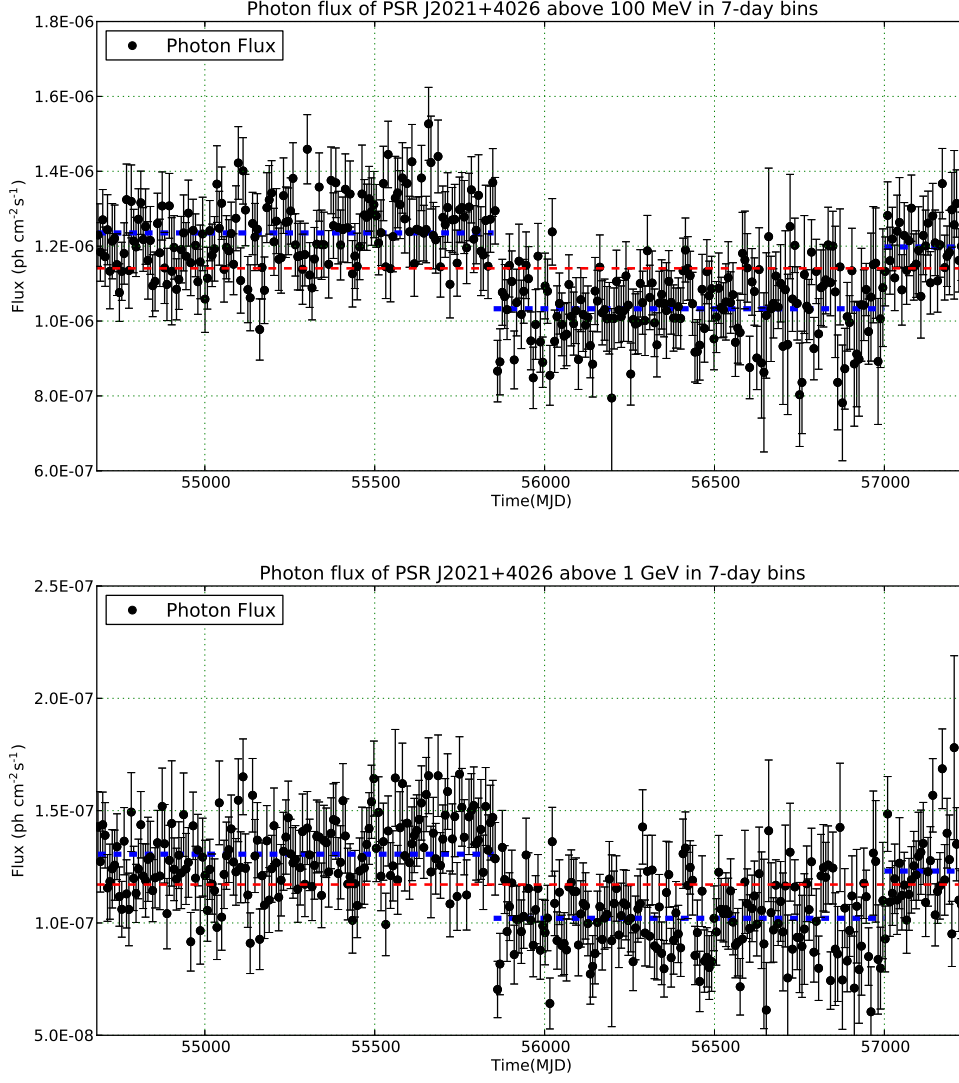 Photon flux of PSR J2021+4026 above 100 MeV in 7-day bins
1.8E-06
Photon Flux
1.6E-06
1.4E-06
1.2E-06
1.0E-06
8.0E-07
6.0E-07
Flux (ph cm⁻²s⁻¹)
55000 55500 56000 56500 57000
Time(MJD)
Photon flux of PSR J2021+4026 above 1 GeV in 7-day bins
2.5E-07
Photon Flux
2.0E-07
1.5E-07
1.0E-07
5.0E-08
Flux (ph cm⁻²s⁻¹)
55000 55500 56000 56500 57000
Time(MJD)